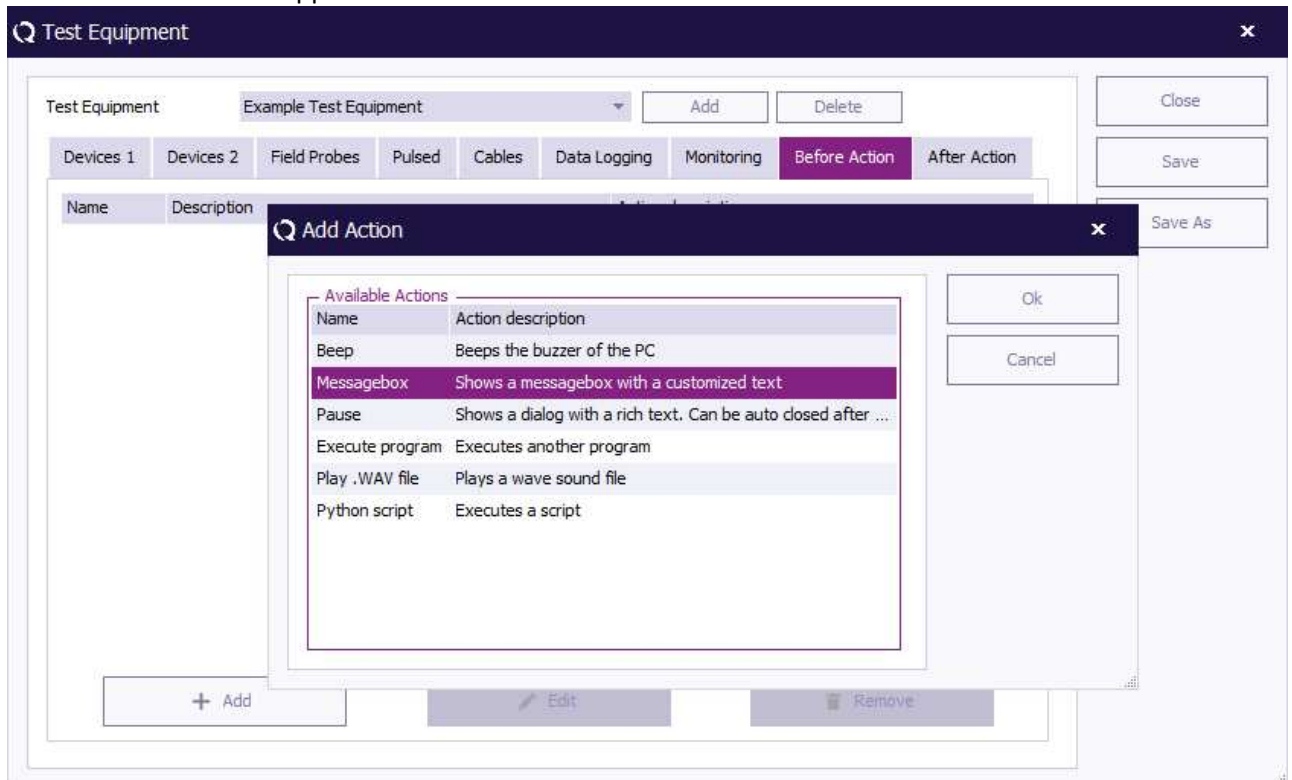 Test Equipment
Test Equipment Example Test Equipment Add Delete Close
Devices 1 Devices 2 Field Probes Pulsed Cables Data Logging Monitoring Before Action After Action Save
Name Description
Save As
Add Action
Available Actions
Name Action description
Beep Beeps the buzzer of the PC
Messagebox Shows a messagebox with a customized text
Pause Shows a dialog with a rich text. Can be auto closed after ...
Execute program Executes another program
Play .WAV file Plays a wave sound file
Python script Executes a script
Ok
Cancel
+ Add Edit Remove